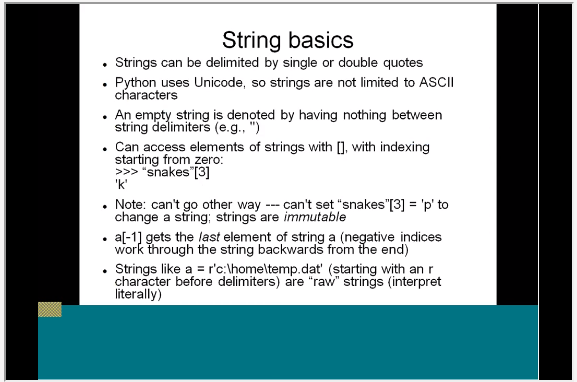 String basics
• Strings can be delimited by single or double quotes
• Python uses Unicode, so strings are not limited to ASCII
characters
• An empty string is denoted by having nothing between
string delimiters (e.g., '')
• Can access elements of strings with [], with indexing
starting from zero:
>>> “snakes”[3]
'k'
• Note: can't go other way --- can't set “snakes”[3] = 'p' to
change a string; strings are immutable
• a[-1] gets the last element of string a (negative indices
work through the string backwards from the end)
• Strings like a = r'c:\home\temp.dat' (starting with an r
character before delimiters) are “raw” strings (interpret
literally)